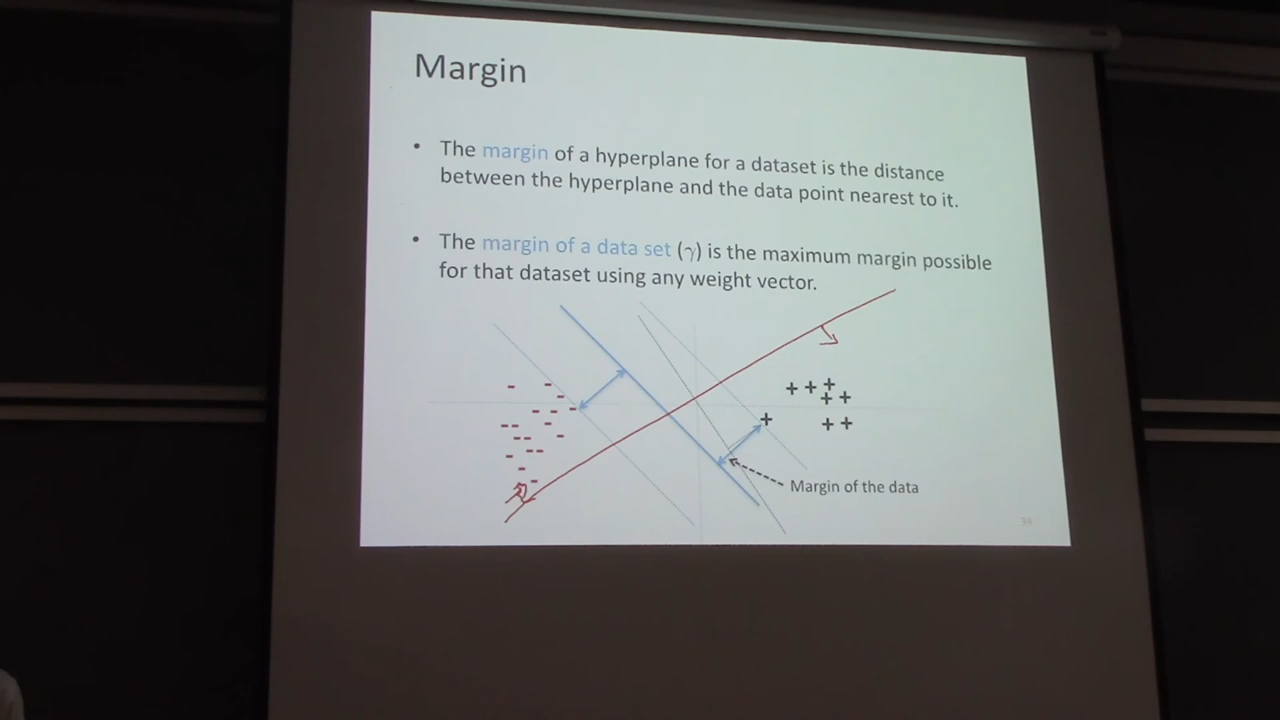 Margin
• The margin of a hyperplane for a dataset is the distance
between the hyperplane and the data point nearest to it.
• The margin of a data set (γ) is the maximum margin possible
for that dataset using any weight vector.
Margin of the data
39